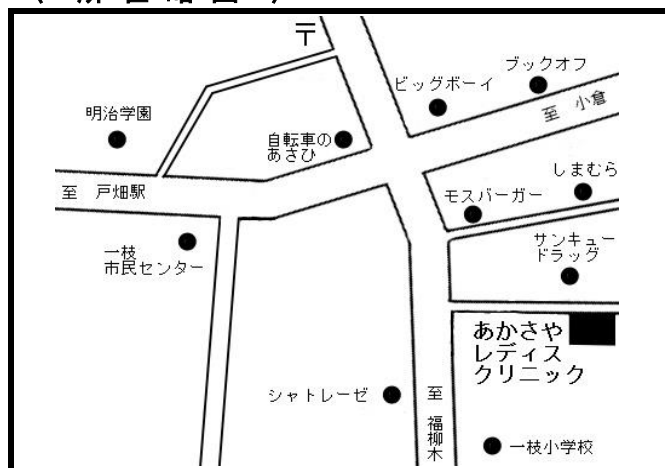 〒
ブックオフ
ビッグボーイ
至 小倉
明治学園
自転車の
あさひ
しまむら
至 戸畑駅
モスバーガー
サンキュー
ドラッグ
一枝
市民センター
あかさや
レディス
クリニック
シャトレーゼ
至 福柳木
一枝小学校